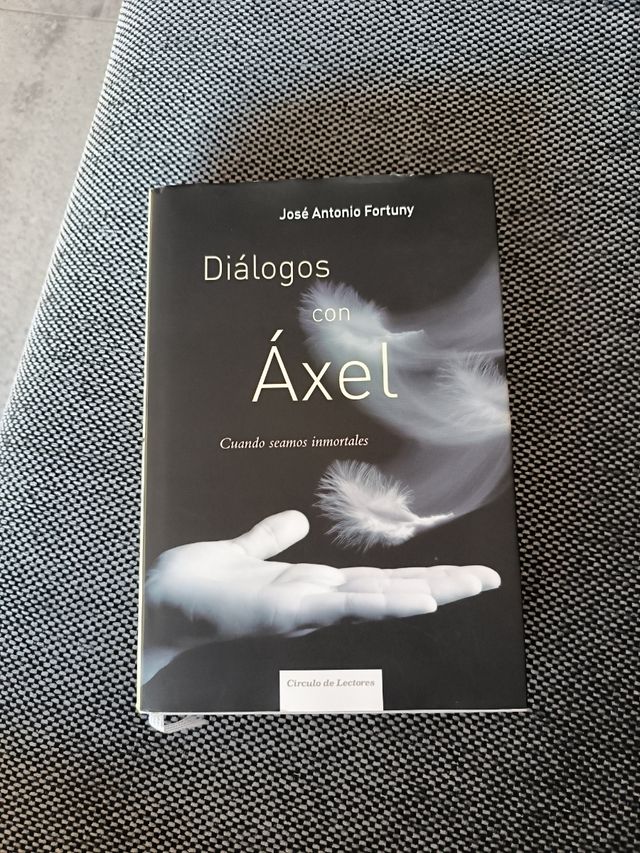 José Antonio Fortuny
Diálogos
con
Áxel
Cuando seamos inmortales
Círculo de Lectores